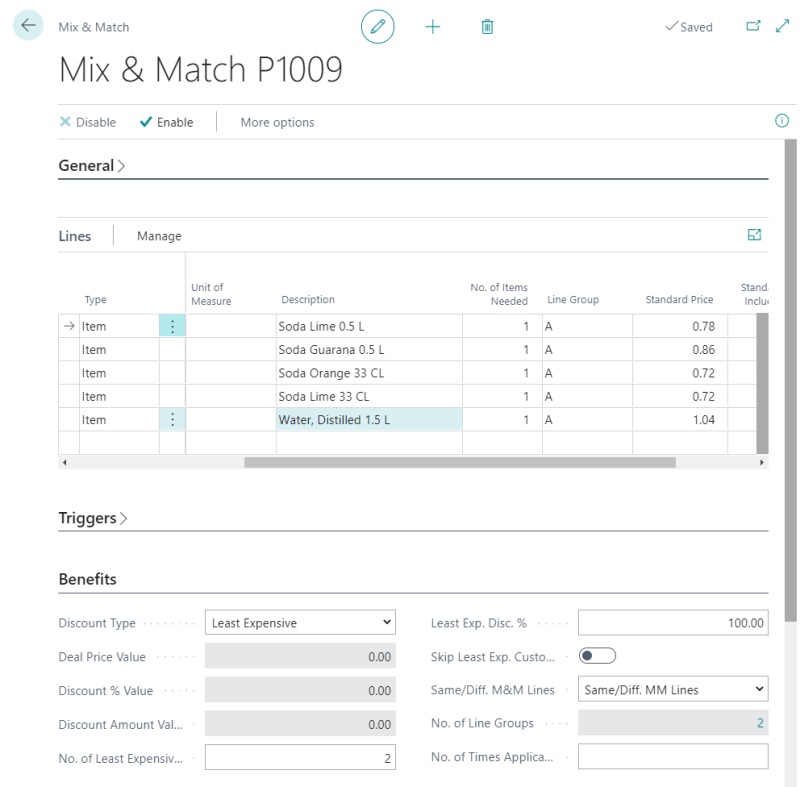 Mix & Match
Saved
Mix & Match P1009
Disable Enable More options
General
Lines Manage
Type Unit of Measure Description No. of Items Needed Line Group Standard Price Stand. Inclu
Item Soda Lime 0.5 L 1 A 0.78
Item Soda Guarana 0.5 L 1 A 0.86
Item Soda Orange 33 CL 1 A 0.72
Item Soda Lime 33 CL 1 A 0.72
Item Water, Distilled 1.5 L 1 A 1.04
Triggers
Benefits
Discount Type Least Expensive Least Exp. Disc. % 100.00
Deal Price Value 0.00 Skip Least Exp. Custo...
Discount % Value 0.00 Same/Diff. M&M Lines Same/Diff. MM Lines
Discount Amount Val... 0.00 No. of Line Groups 2
No. of Least Expensiv... 2 No. of Times Applica...